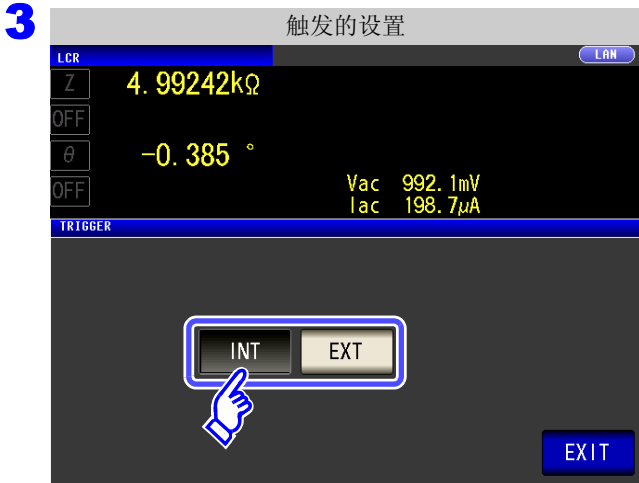 3
触发的设置
LCR
LAN
Z 4.99242kΩ
OFF
θ -0.385 °
OFF
Vac 992.1mV
Iac 198.7μA
TRIGGER
INT EXT
EXIT